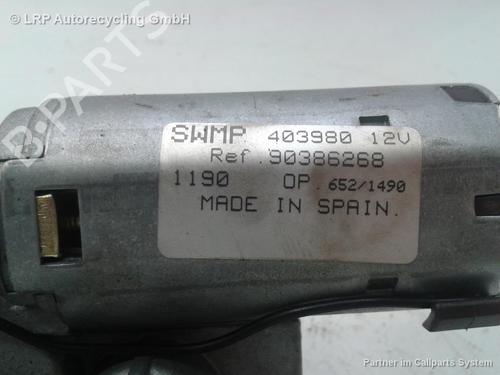 LRP Autorecycling GmbH
SWMP 403980 12V
Ref. 90386268
1190 OP. 652/1490
MADE IN SPAIN.
Partner im Callparts System